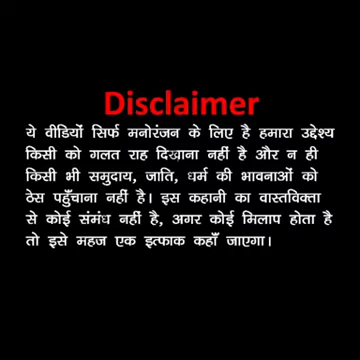 Disclaimer
ये वीडियों सिर्फ मनोरंजन के लिए है हमारा उद्देश्य
किसी को गलत राह दिखाना नहीं है और न ही
किसी भी समुदाय, जाति, धर्म की भावनाओं को
ठेस पहुँचाना नहीं है। इस कहानी का वास्तविक्ता
से कोई संमंध नहीं है, अगर कोई मिलाप होता है
तो इसे महज एक इत्फाक कहाँ जाएगा।